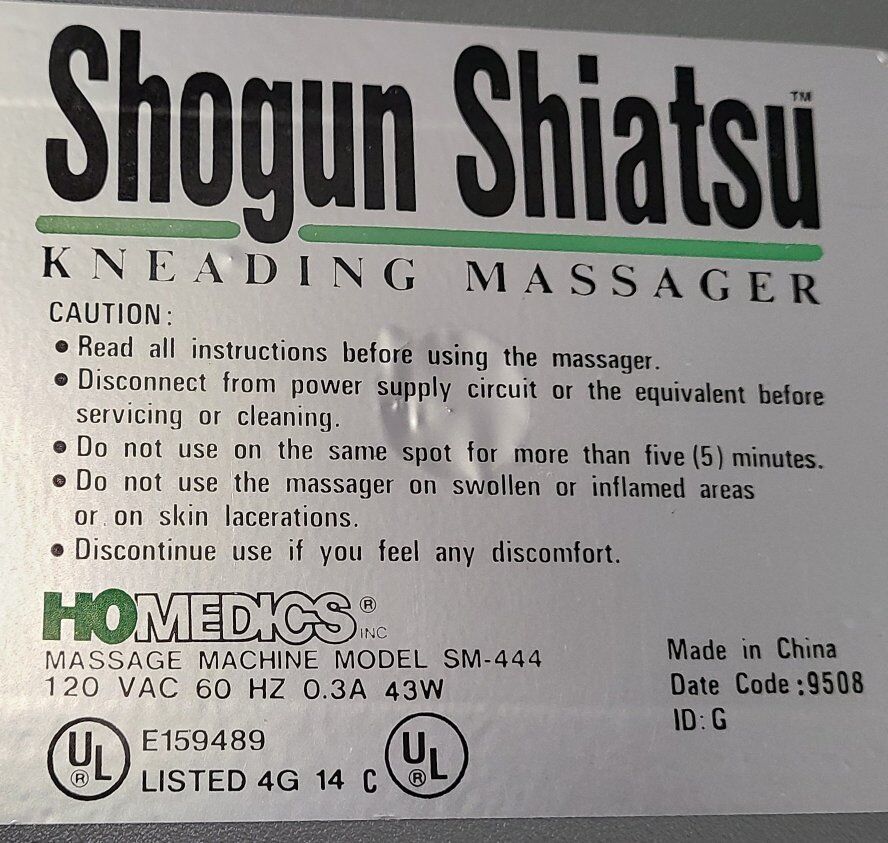 Shogun Shiatsu™
KNEADING MASSAGER
CAUTION:
• Read all instructions before using the massager.
• Disconnect from power supply circuit or the equivalent before
servicing or cleaning.
• Do not use on the same spot for more than five (5) minutes.
• Do not use the massager on swollen or inflamed areas
or on skin lacerations.
• Discontinue use if you feel any discomfort.
HOMEDICS® INC
MASSAGE MACHINE MODEL SM-444
120 VAC 60 HZ 0.3A 43W
Made in China
Date Code:9508
ID: G
UL® E159489 UL®
LISTED 4G 14 C